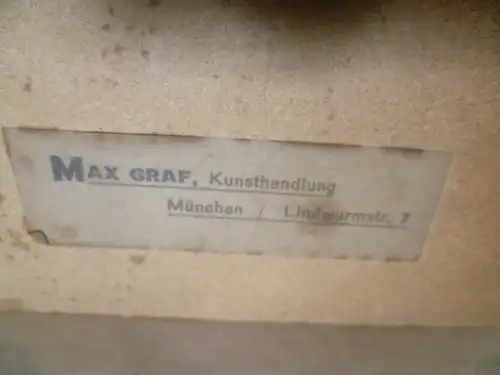 MAX GRAF, Kunsthandlung
München / Lindwurmstr. 7